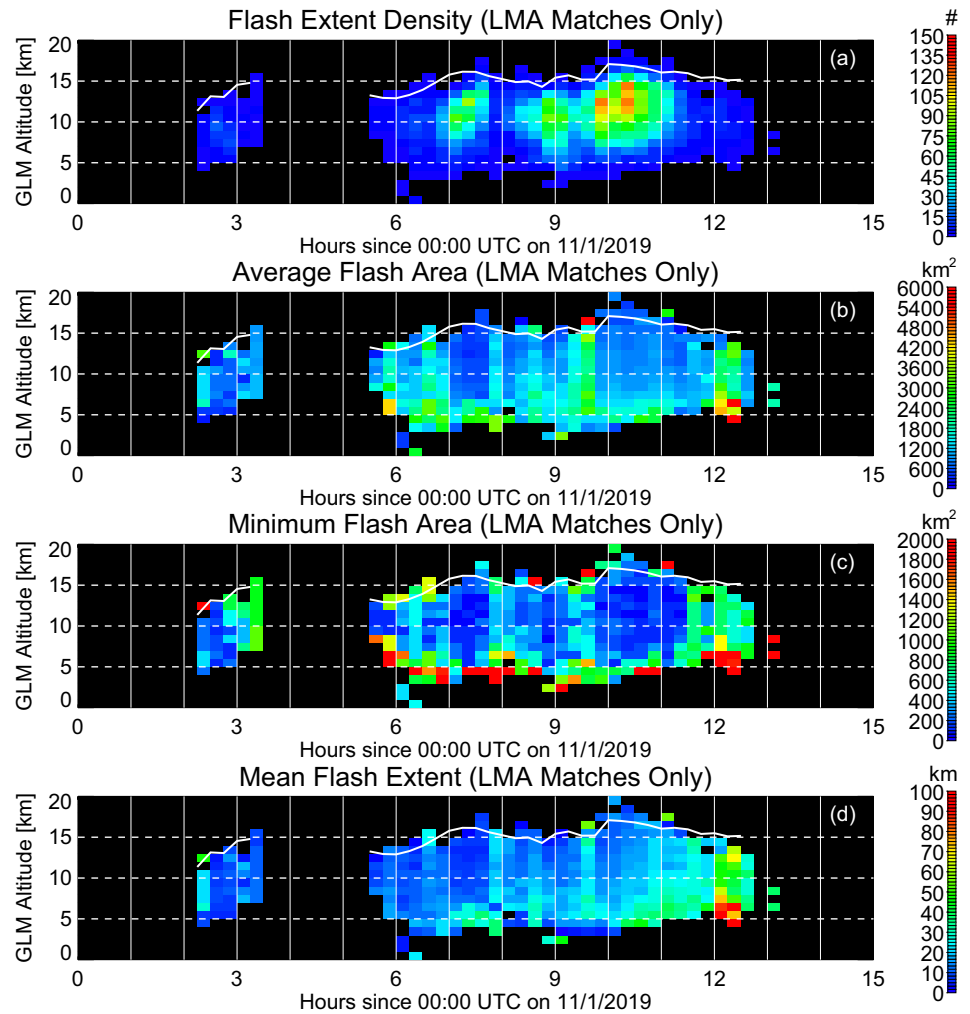 Flash Extent Density (LMA Matches Only)
#
GLM Altitude [km]
20
15
10
5
0
(a)
150
135
120
105
90
75
60
45
30
15
0
0 3 6 9 12 15
Hours since 00:00 UTC on 11/1/2019
Average Flash Area (LMA Matches Only)
km²
GLM Altitude [km]
20
15
10
5
0
(b)
6000
5400
4800
4200
3600
3000
2400
1800
1200
600
0
0 3 6 9 12 15
Hours since 00:00 UTC on 11/1/2019
Minimum Flash Area (LMA Matches Only)
km²
GLM Altitude [km]
20
15
10
5
0
(c)
2000
1800
1600
1400
1200
1000
800
600
400
200
0
0 3 6 9 12 15
Hours since 00:00 UTC on 11/1/2019
Mean Flash Extent (LMA Matches Only)
km
GLM Altitude [km]
20
15
10
5
0
(d)
100
90
80
70
60
50
40
30
20
10
0
0 3 6 9 12 15
Hours since 00:00 UTC on 11/1/2019